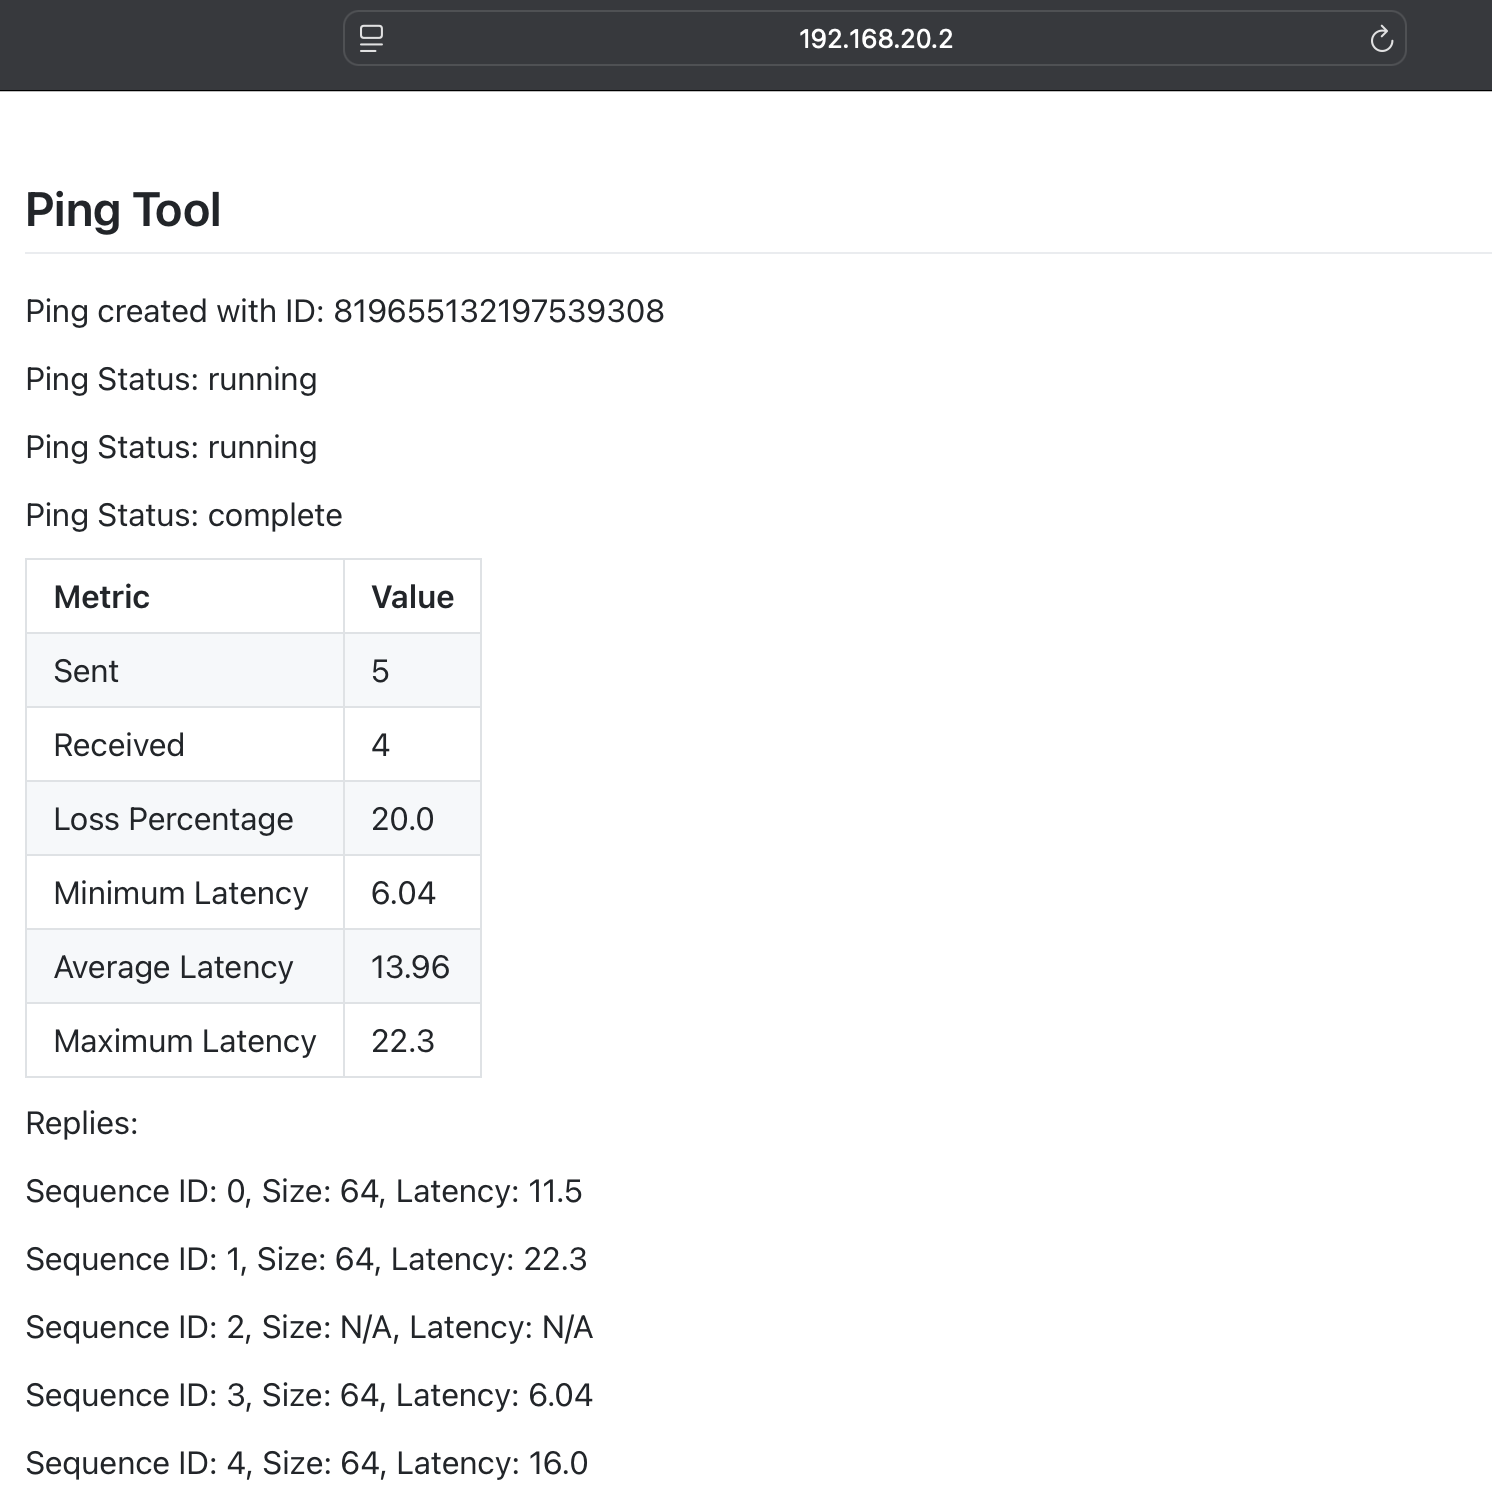 192.168.20.2
Ping Tool
Ping created with ID: 819655132197539308
Ping Status: running
Ping Status: running
Ping Status: complete
Metric Value
Sent 5
Received 4
Loss Percentage 20.0
Minimum Latency 6.04
Average Latency 13.96
Maximum Latency 22.3
Replies:
Sequence ID: 0, Size: 64, Latency: 11.5
Sequence ID: 1, Size: 64, Latency: 22.3
Sequence ID: 2, Size: N/A, Latency: N/A
Sequence ID: 3, Size: 64, Latency: 6.04
Sequence ID: 4, Size: 64, Latency: 16.0